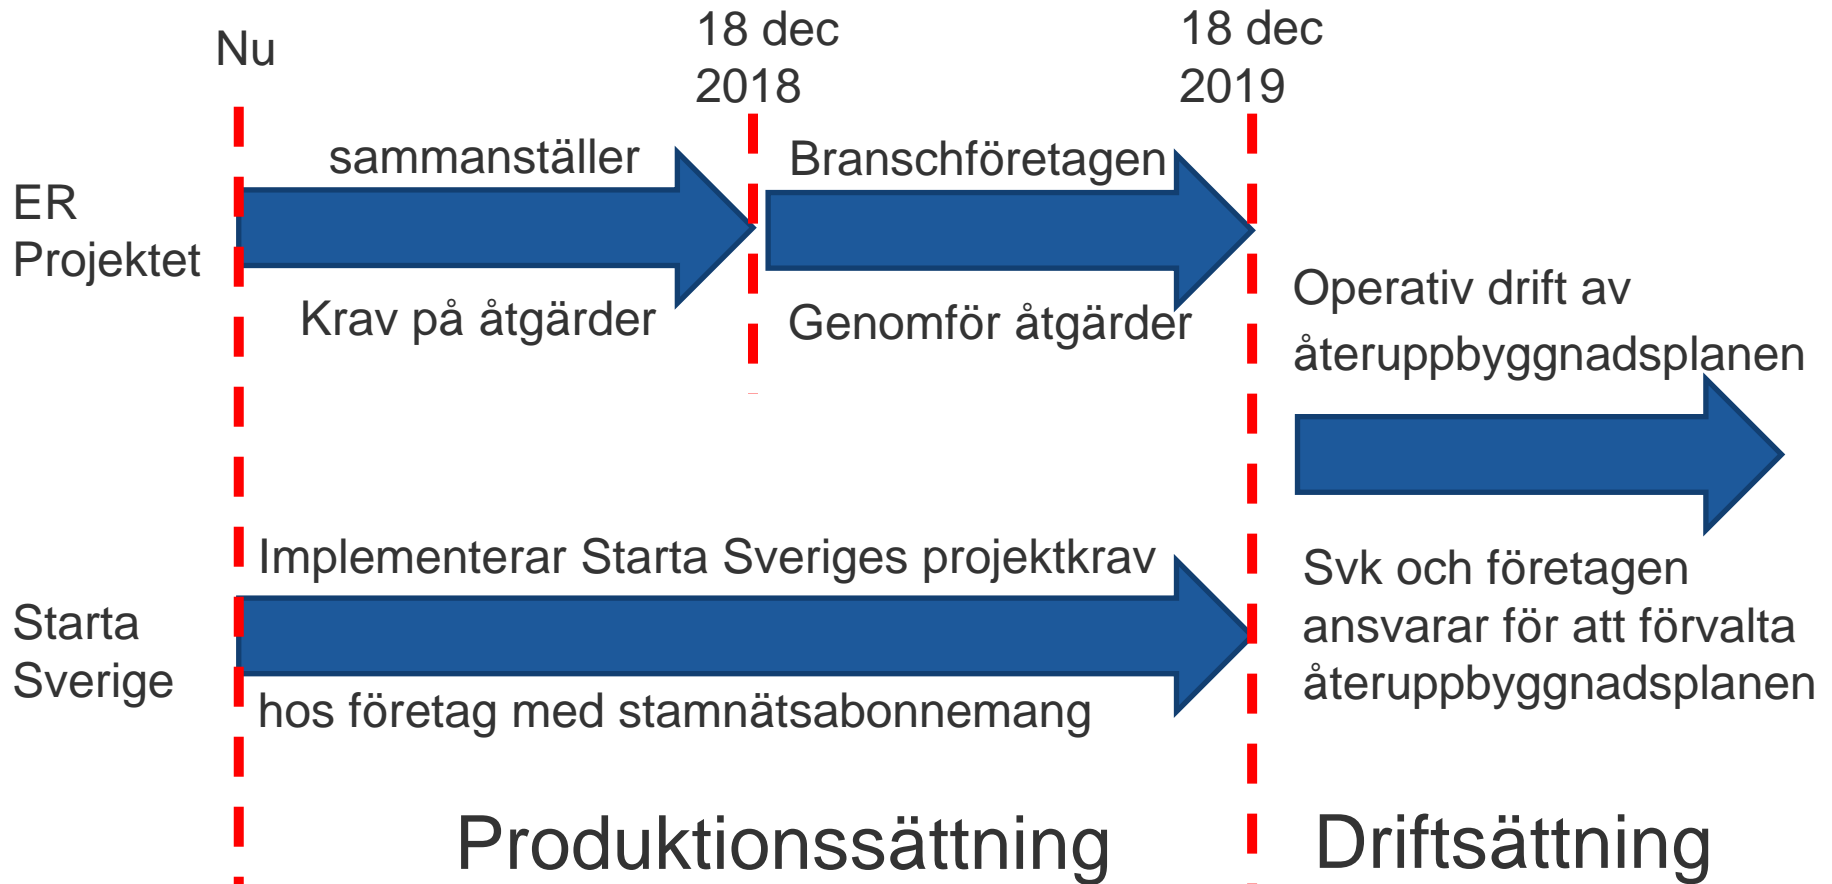 Nu
18 dec
2018
18 dec
2019
ER
Projektet
sammanställer
Krav på åtgärder
Branschföretagen
Genomför åtgärder
Operativ drift av
återuppbyggnadsplanen
Starta
Sverige
Implementerar Starta Sveriges projektkrav
hos företag med stamnätsabonnemang
Svk och företagen
ansvarar för att förvalta
återuppbyggnadsplanen
Produktionssättning
Driftsättning